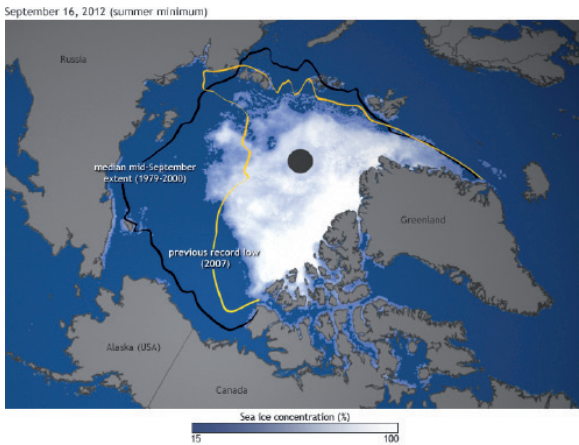 September 16, 2012 (summer minimum)
Russia
median mid-September
extent (1979-2000)
Greenland
previous record low
(2007)
Alaska (USA)
Canada
Sea ice concentration (%)
15
100